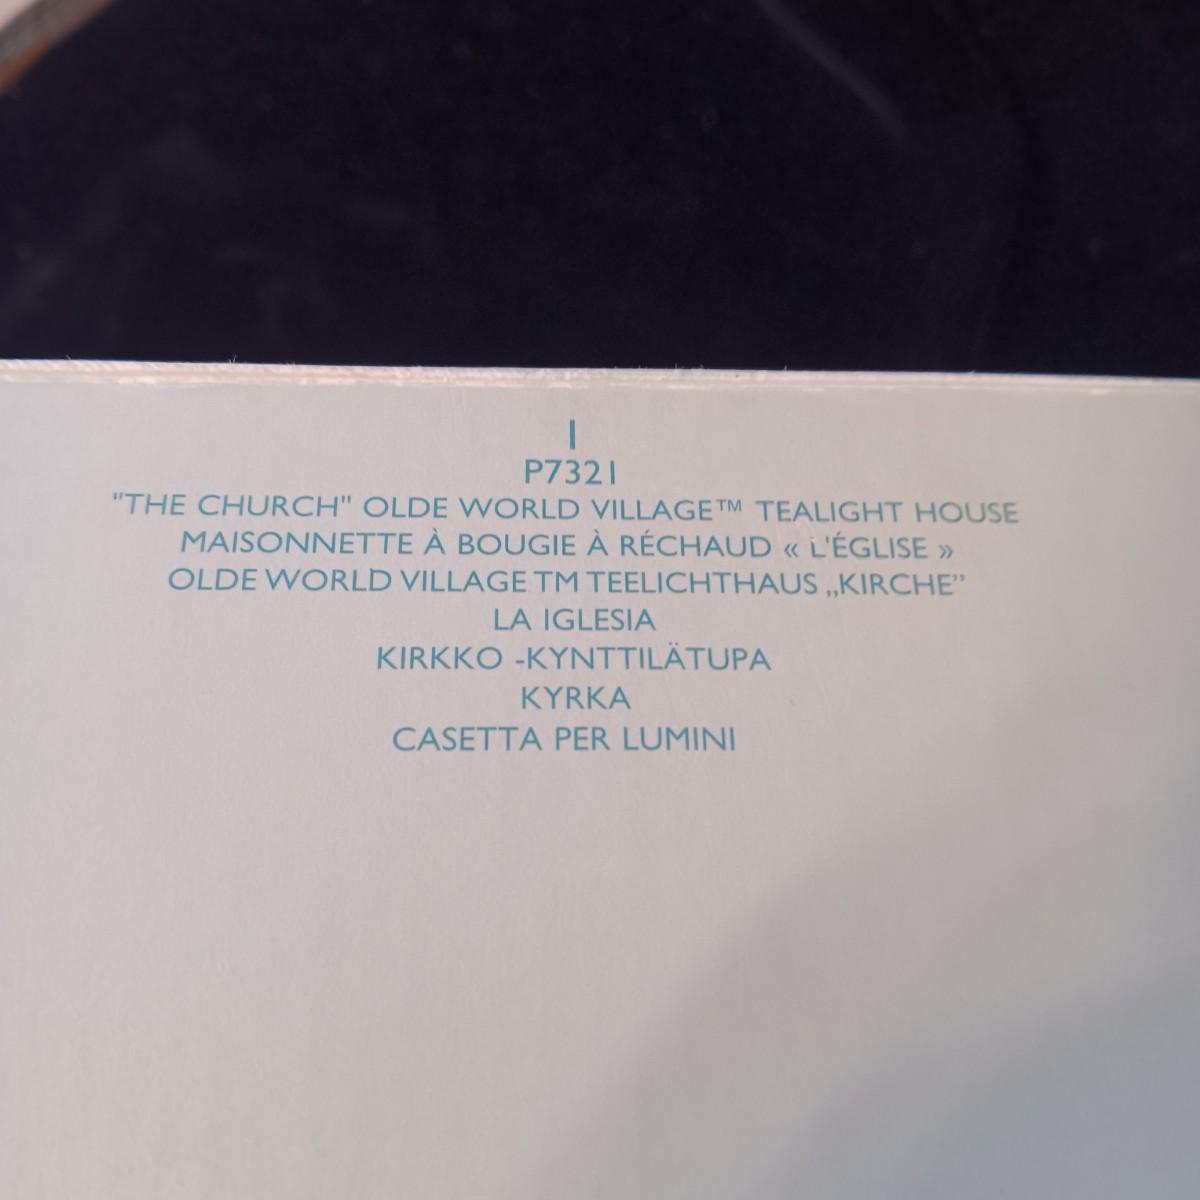 1
P7321
"THE CHURCH" OLDE WORLD VILLAGE™ TEALIGHT HOUSE
MAISONNETTE À BOUGIE À RÉCHAUD « L'ÉGLISE »
OLDE WORLD VILLAGE TM TEELICHTHAUS „KIRCHE”
LA IGLESIA
KIRKKO -KYNTTILÄTUPA
KYRKA
CASETTA PER LUMINI